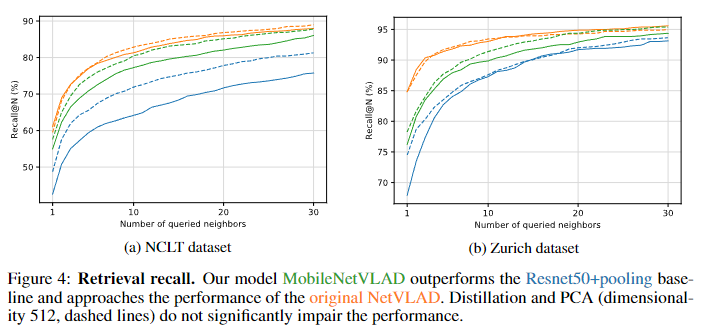 90
80
70
60
50
Recall@N (%)
1
10
20
30
Number of queried neighbors
(a) NCLT dataset
95
90
85
80
75
70
Recall@N (%)
1
10
20
30
Number of queried neighbors
(b) Zurich dataset
Figure 4: Retrieval recall. Our model MobileNetVLAD outperforms the Resnet50+pooling base-
line and approaches the performance of the original NetVLAD. Distillation and PCA (dimensional-
ity 512, dashed lines) do not significantly impair the performance.